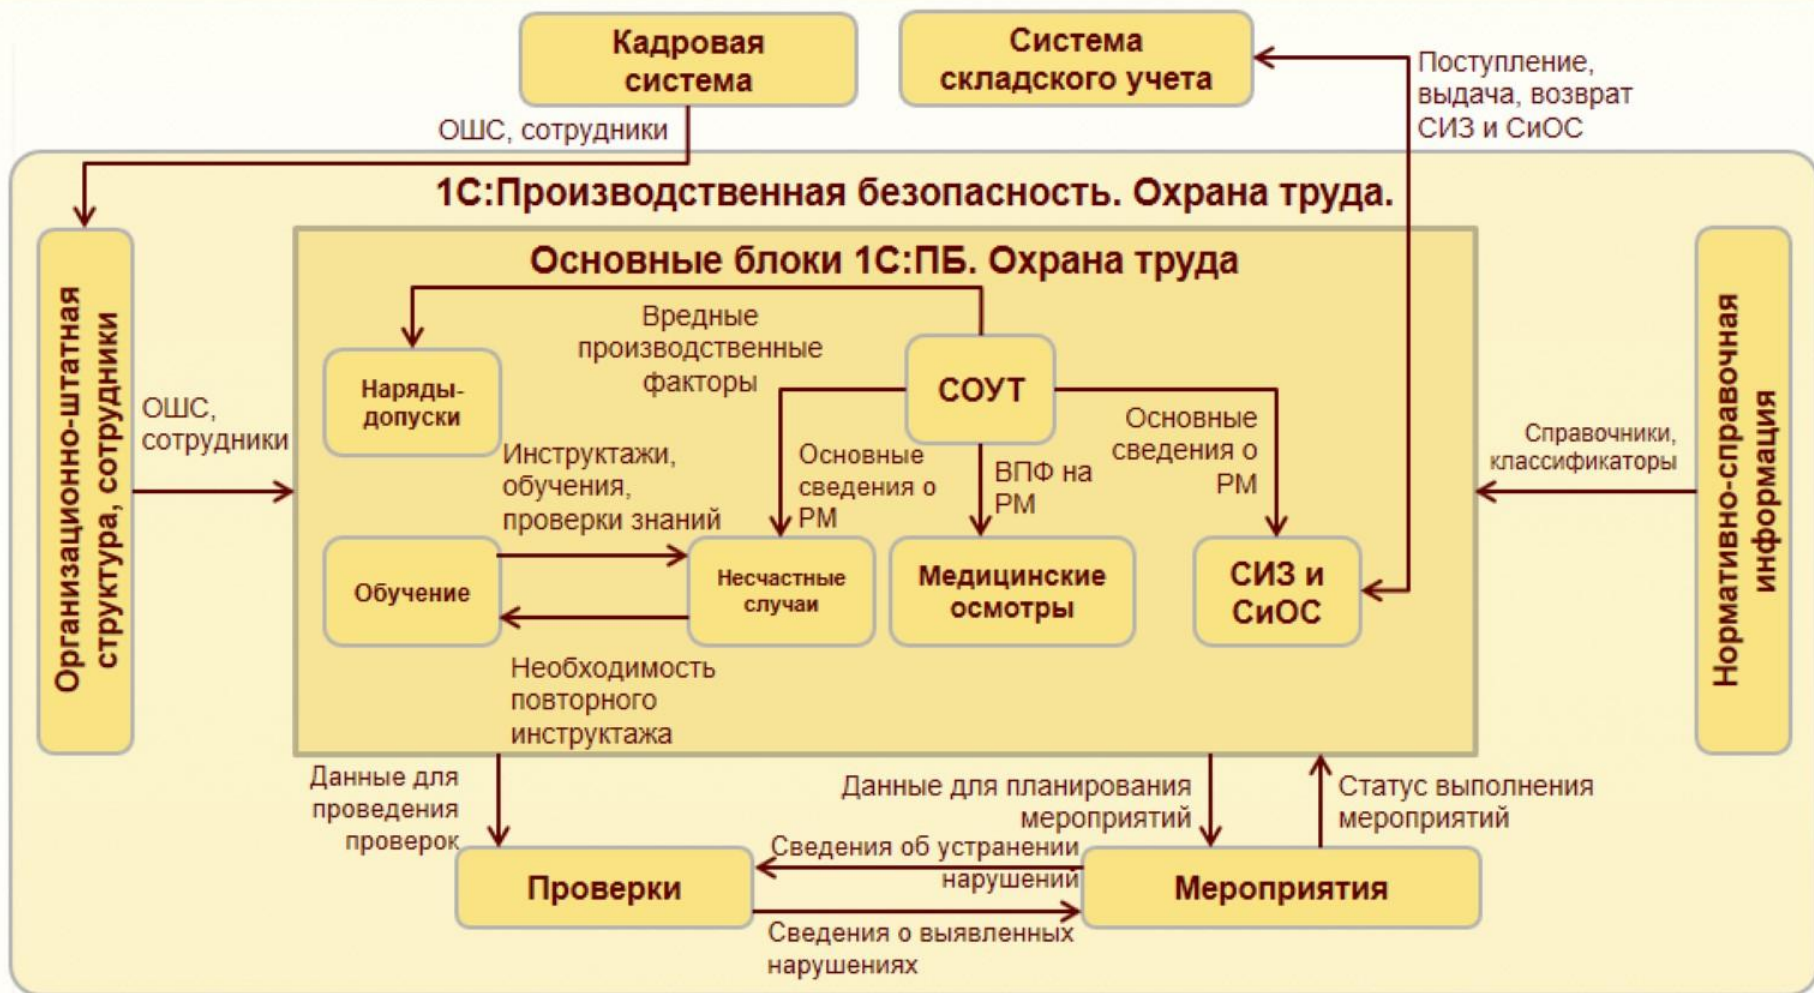 Кадровая
система
Система
складского учета
Поступление,
выдача, возврат
СИЗ и СиОС
ОШС, сотрудники
1С:Производственная безопасность. Охрана труда.
Организационно-штатная
структура, сотрудники
ОШС,
сотрудники
Основные блоки 1С:ПБ. Охрана труда
Вредные
производственные
факторы
Наряды-
допуски
СОУТ
Инструктажи,
обучения,
проверки знаний
Основные
сведения о
РМ
ВПФ на
РМ
Основные
сведения о
РМ
Обучение
Несчастные
случаи
Медицинские
осмотры
СИЗ и
СиОС
Необходимость
повторного
инструктажа
Справочники,
классификаторы
Нормативно-справочная
информация
Данные для
проведения
проверок
Данные для планирования
мероприятий
Статус выполнения
мероприятий
Проверки
Сведения об устранении
нарушений
Мероприятия
Сведения о выявленных
нарушениях